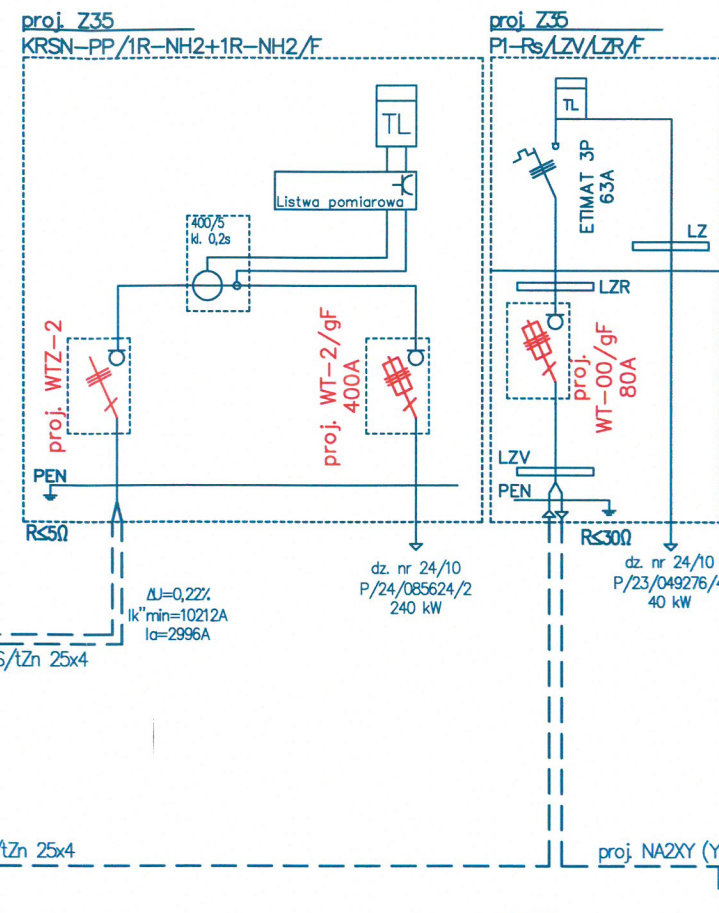 proj. Z35
KRSN-PP/1R-NH2+1R-NH2/F
TL
Listwa pomiarowa
400/5
kl. 0,2s
proj. WTZ-2
proj. WT-2/gF
400A
PEN
R≤5Ω
ΔU=0,22%
Ik"min=10212A
Ia=2996A
dz. nr 24/10
P/24/085624/2
240 kW
S/tZn 25x4
/tZn 25x4
proj. Z35
P1-Rs/LZV/LZR/F
TL
ETIMAT 3P
63A
LZ
LZR
proj.
WT-00/gF
80A
LZV
PEN
R≤30Ω
dz. nr 24/10
P/23/049276/
40 kW
proj. NA2XY (Y